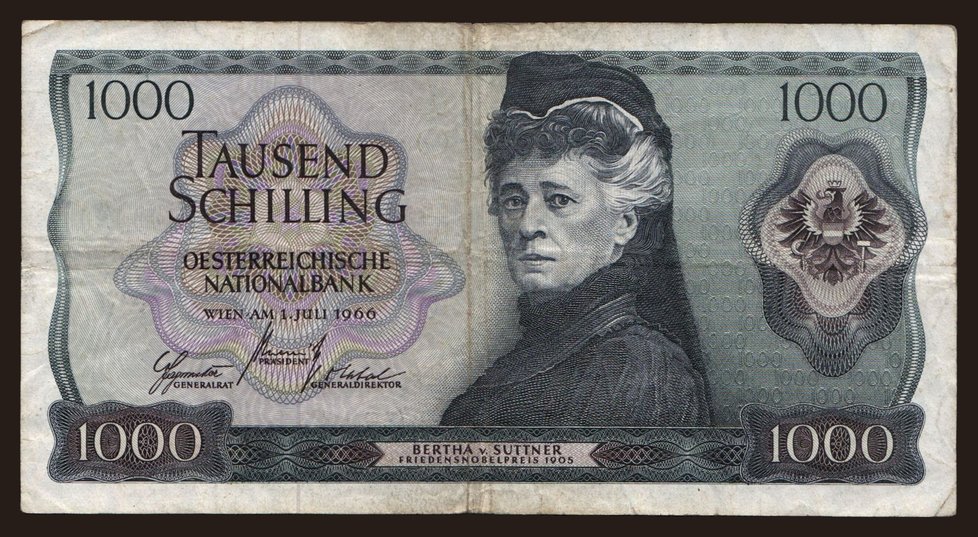 1000
1000
TAUSEND
SCHILLING
OESTERREICHISCHE
NATIONALBANK
WIEN·AM 1. JULI 1966
PRÄSIDENT
GENERALRAT
GENERALDIREKTOR
1000
BERTHA v. SUTTNER
FRIEDENSNOBELPREIS 1905
1000